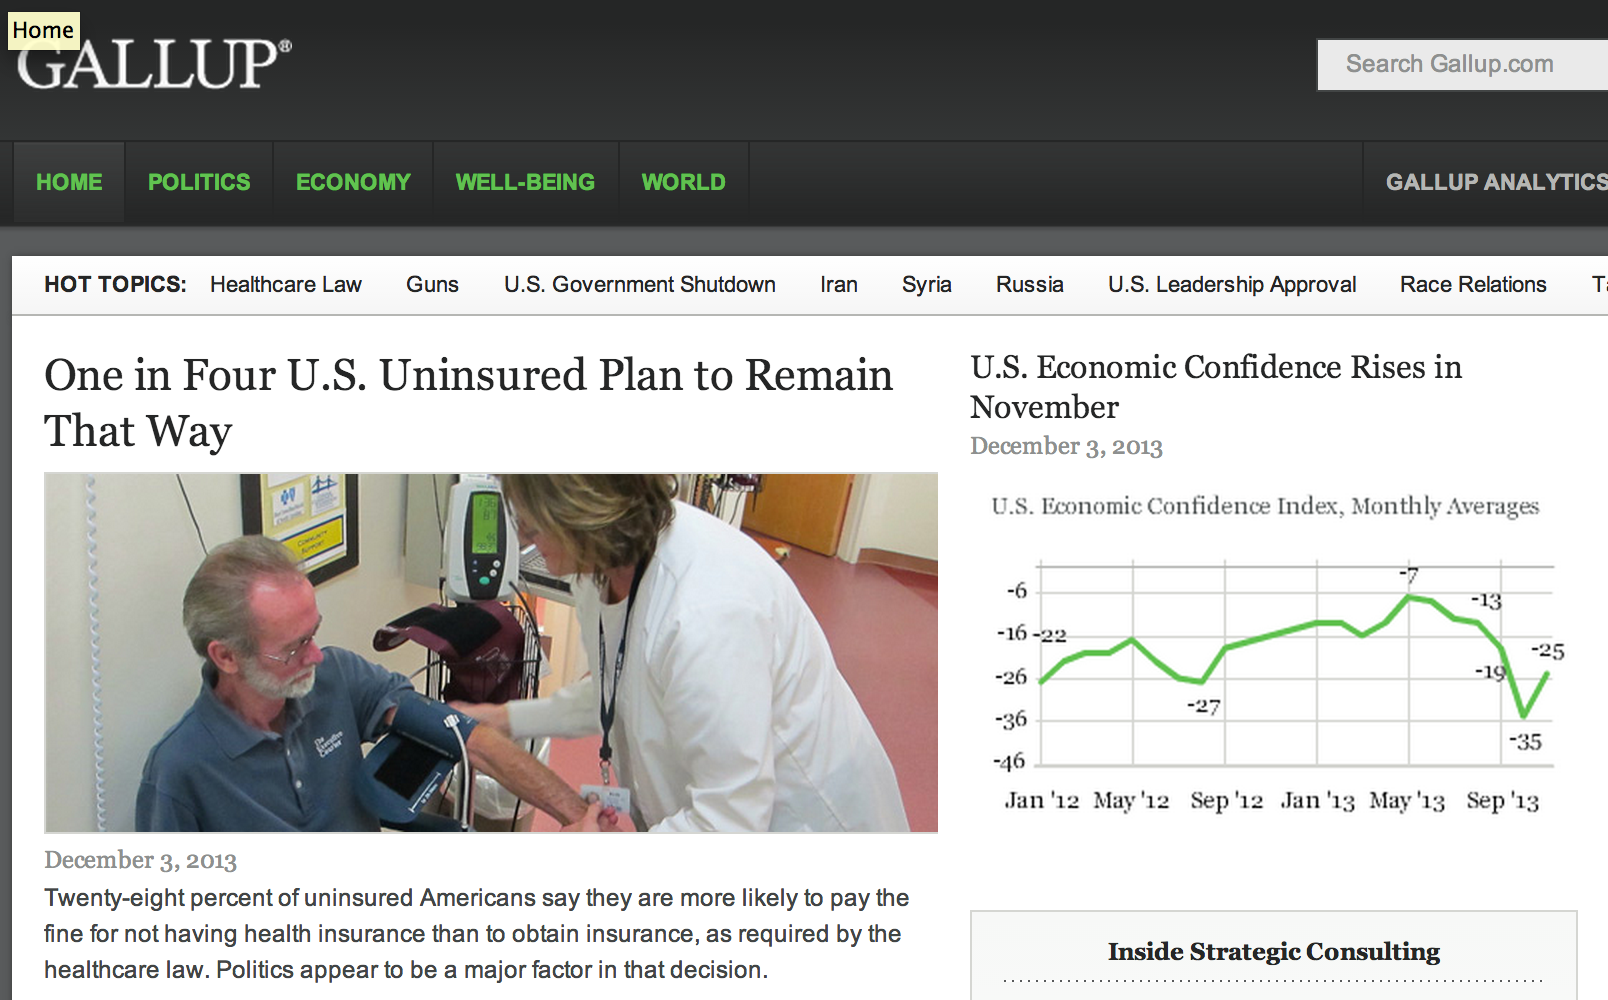 Home
GALLUP®
Search Gallup.com
HOME POLITICS ECONOMY WELL-BEING WORLD GALLUP ANALYTICS
HOT TOPICS: Healthcare Law Guns U.S. Government Shutdown Iran Syria Russia U.S. Leadership Approval Race Relations
One in Four U.S. Uninsured Plan to Remain
That Way
COMMUNITY
SUPPORT
The
Executive
Courier
December 3, 2013
Twenty-eight percent of uninsured Americans say they are more likely to pay the
fine for not having health insurance than to obtain insurance, as required by the
healthcare law. Politics appear to be a major factor in that decision.
U.S. Economic Confidence Rises in
November
December 3, 2013
U.S. Economic Confidence Index, Monthly Averages
-7
-6
-13
-16 -22
-25
-26
-19
-27
-36
-35
-46
Jan '12 May '12 Sep '12 Jan '13 May '13 Sep '13
Inside Strategic Consulting